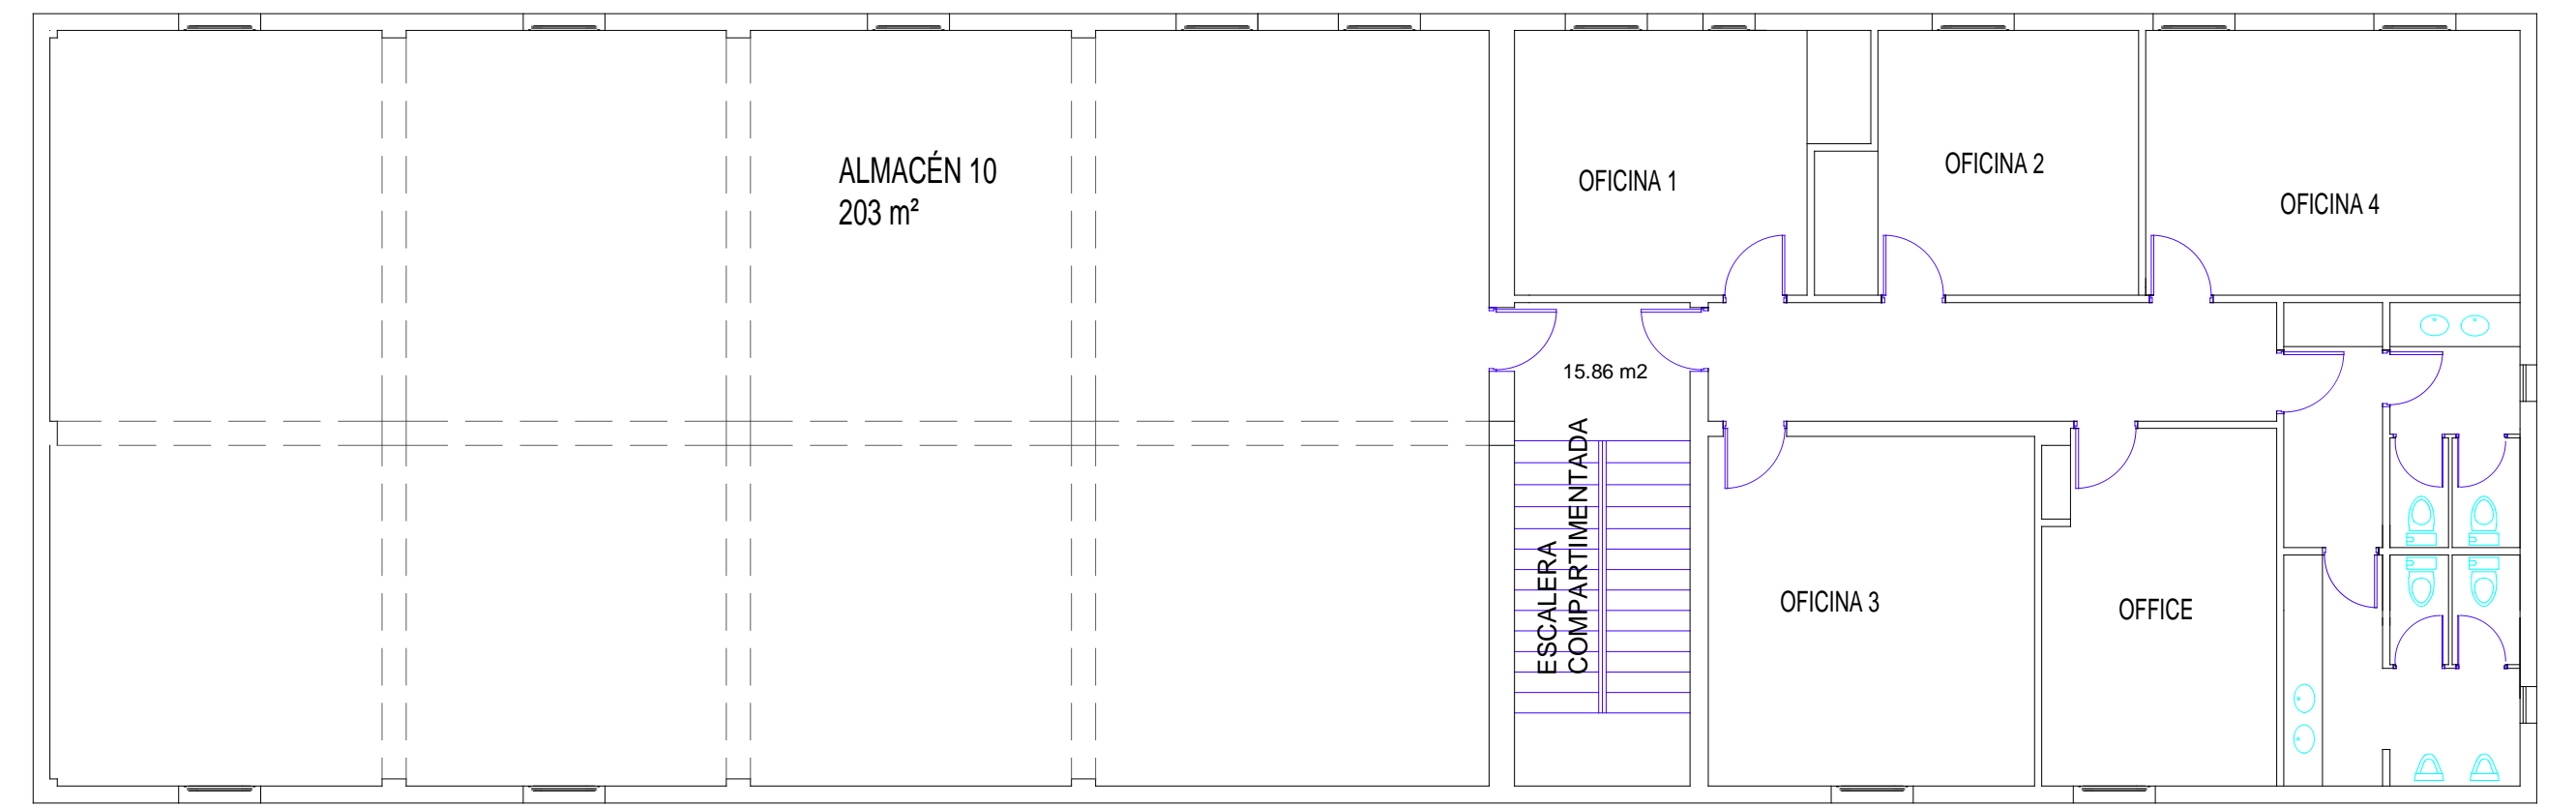 ALMACÉN 10
203 m²
OFICINA 1
OFICINA 2
OFICINA 4
15.86 m2
ESCALERA
COMPARTIMENTADA
OFICINA 3
OFFICE